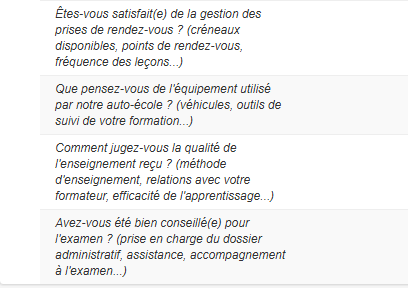 Êtes-vous satisfait(e) de la gestion des
prises de rendez-vous ? (créneaux
disponibles, points de rendez-vous,
fréquence des leçons...)
Que pensez-vous de l'équipement utilisé
par notre auto-école ? (véhicules, outils de
suivi de votre formation...)
Comment jugez-vous la qualité de
l'enseignement reçu ? (méthode
d'enseignement, relations avec votre
formateur, efficacité de l'apprentissage...)
Avez-vous été bien conseillé(e) pour
l'examen ? (prise en charge du dossier
administratif, assistance, accompagnement
à l'examen...)